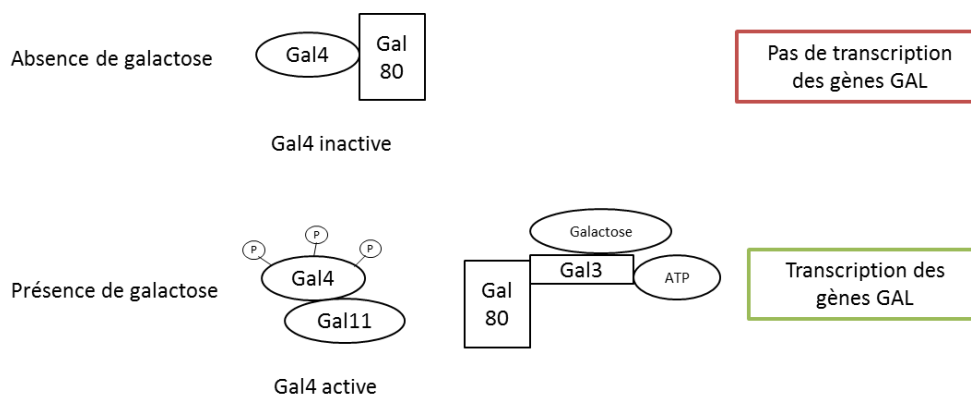 Absence de galactose
Gal4
Gal
80
Pas de transcription
des gènes GAL
Gal4 inactive
Présence de galactose
P
P
P
Gal4
Gal11
Galactose
Gal3
ATP
Gal
80
Transcription des
gènes GAL
Gal4 active